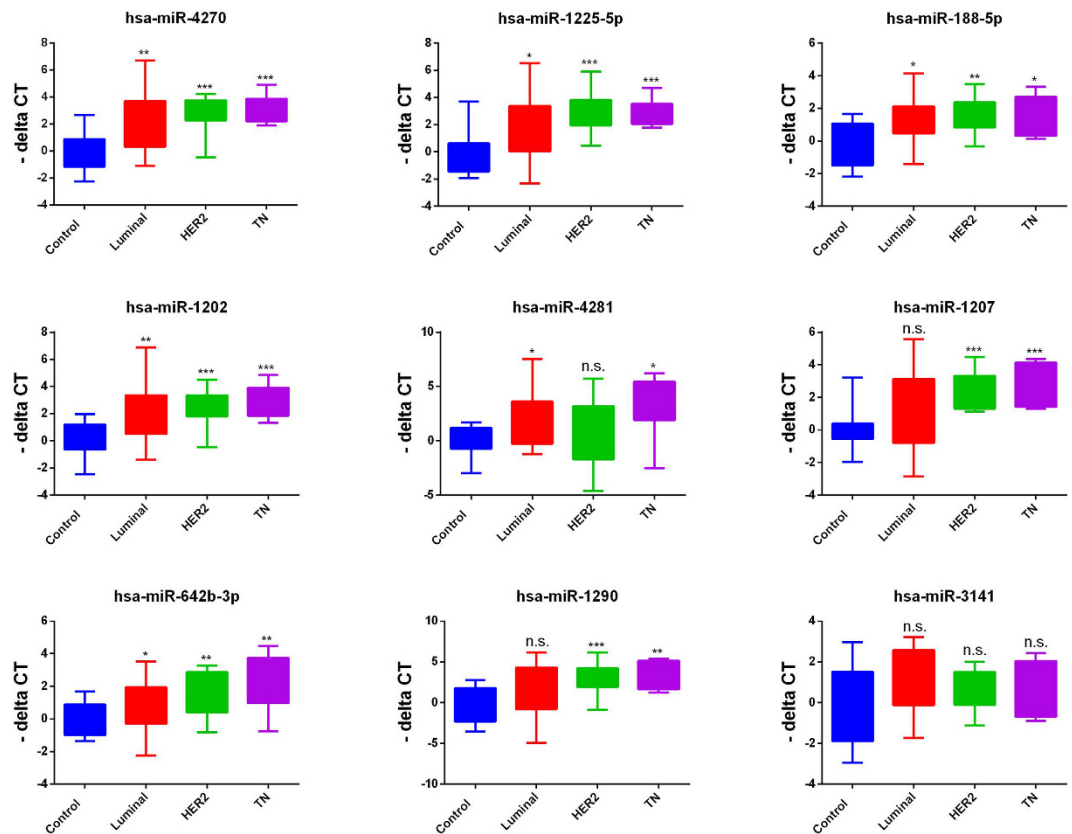 hsa-miR-4270
- delta CT
8
6
4
2
0
-2
-4
**
***
***
Control
Luminal
HER2
TN
hsa-miR-1225-5p
- delta CT
8
6
4
2
0
-2
-4
*
***
***
Control
Luminal
HER2
TN
hsa-miR-188-5p
- delta CT
8
6
4
2
0
-2
-4
*
**
*
Control
Luminal
HER2
TN
hsa-miR-1202
- delta CT
8
6
4
2
0
-2
-4
**
***
***
Control
Luminal
HER2
TN
hsa-miR-4281
- delta CT
10
5
0
-5
*
n.s.
*
Control
Luminal
HER2
TN
hsa-miR-1207
- delta CT
6
4
2
0
-2
-4
n.s.
***
***
Control
Luminal
HER2
TN
hsa-miR-642b-3p
- delta CT
6
4
2
0
-2
-4
*
**
**
Control
Luminal
HER2
TN
hsa-miR-1290
- delta CT
10
5
0
-5
-10
n.s.
***
**
Control
Luminal
HER2
TN
hsa-miR-3141
- delta CT
4
2
0
-2
-4
n.s.
n.s.
n.s.
Control
Luminal
HER2
TN